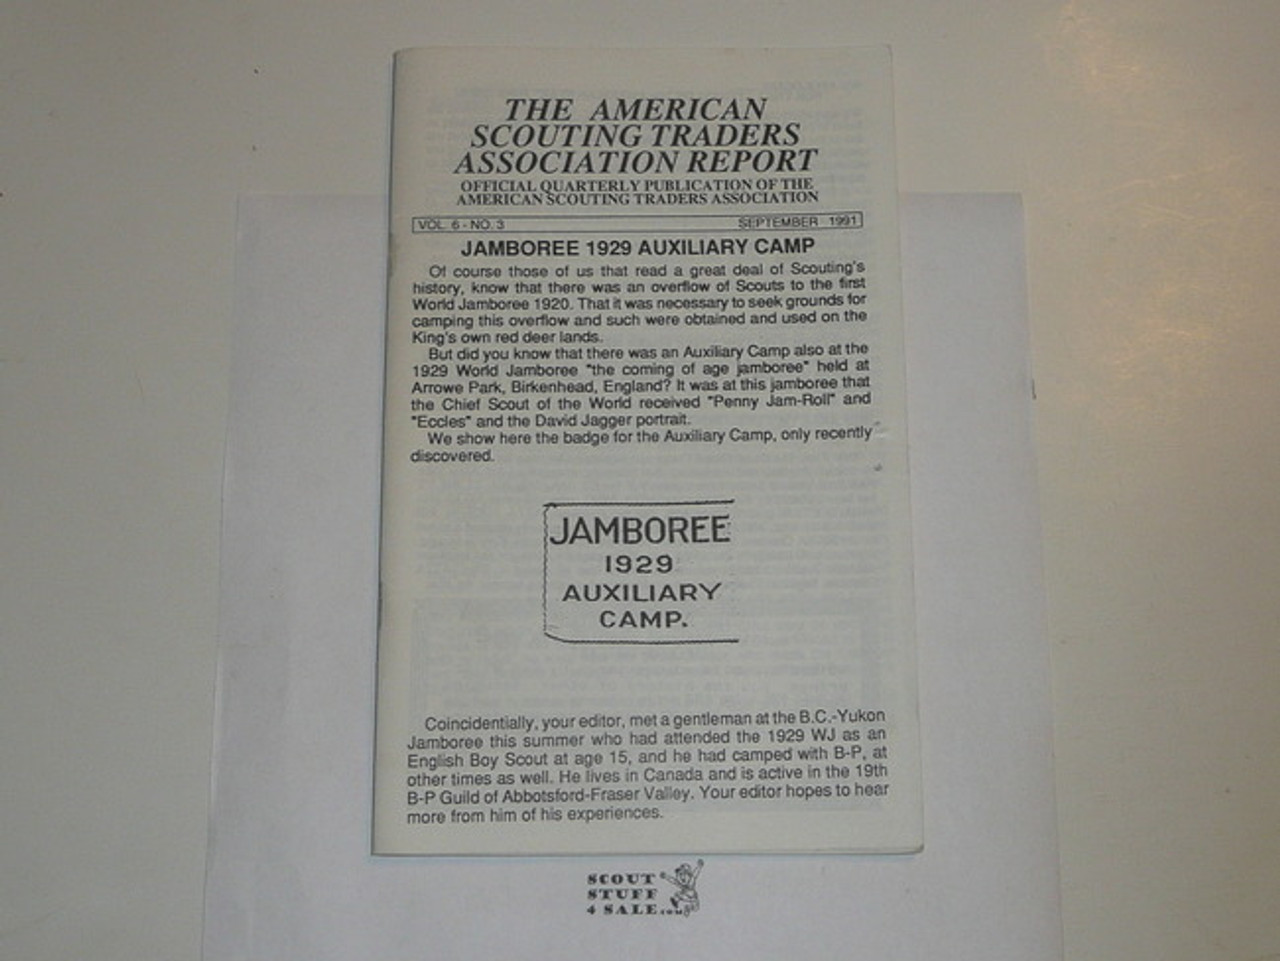 THE AMERICAN
SCOUTING TRADERS
ASSOCIATION REPORT
OFFICIAL QUARTERLY PUBLICATION OF THE
AMERICAN SCOUTING TRADERS ASSOCIATION
VOL. 6 - NO. 3 SEPTEMBER 1991
JAMBOREE 1929 AUXILIARY CAMP
Of course those of us that read a great deal of Scouting's
history, know that there was an overflow of Scouts to the first
World Jamboree 1920. That it was necessary to seek grounds for
camping this overflow and such were obtained and used on the
King's own red deer lands.
But did you know that there was an Auxiliary Camp also at the
1929 World Jamboree "the coming of age jamboree" held at
Arrowe Park, Birkenhead, England? It was at this jamboree that
the Chief Scout of the World received "Penny Jam-Roll" and
"Eccles" and the David Jagger portrait.
We show here the badge for the Auxiliary Camp, only recently
discovered.
JAMBOREE
1929
AUXILIARY
CAMP.
Coincidentially, your editor, met a gentleman at the B.C.-Yukon
Jamboree this summer who had attended the 1929 WJ as an
English Boy Scout at age 15, and he had camped with B-P, at
other times as well. He lives in Canada and is active in the 19th
B-P Guild of Abbotsford-Fraser Valley. Your editor hopes to hear
more from him of his experiences.
SCOUT
STUFF
4 SALE.com